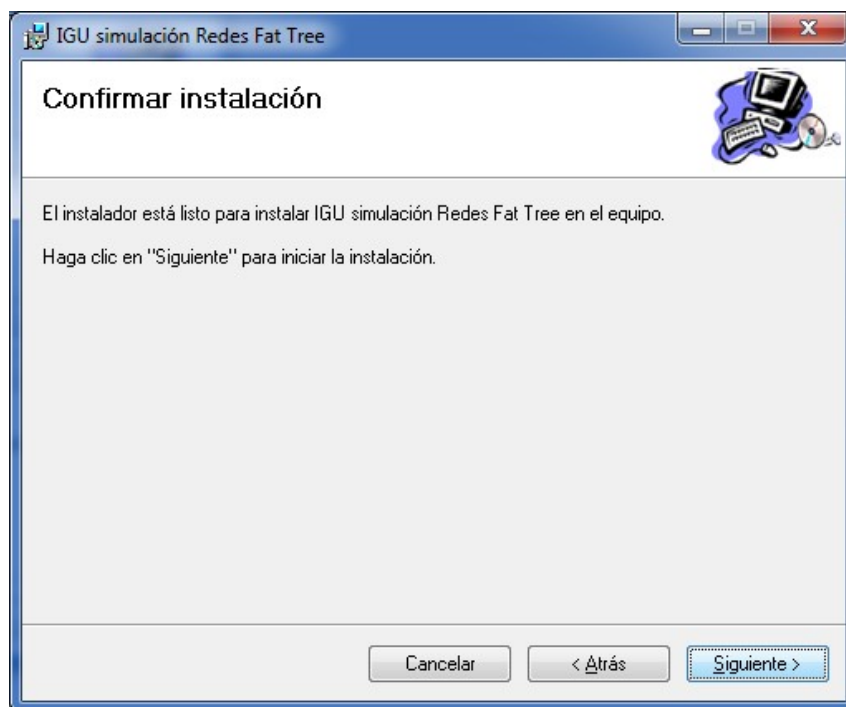 IGU simulación Redes Fat Tree
Confirmar instalación
El instalador está listo para instalar IGU simulación Redes Fat Tree en el equipo.
Haga clic en "Siguiente" para iniciar la instalación.
Cancelar < Atrás Siguiente >